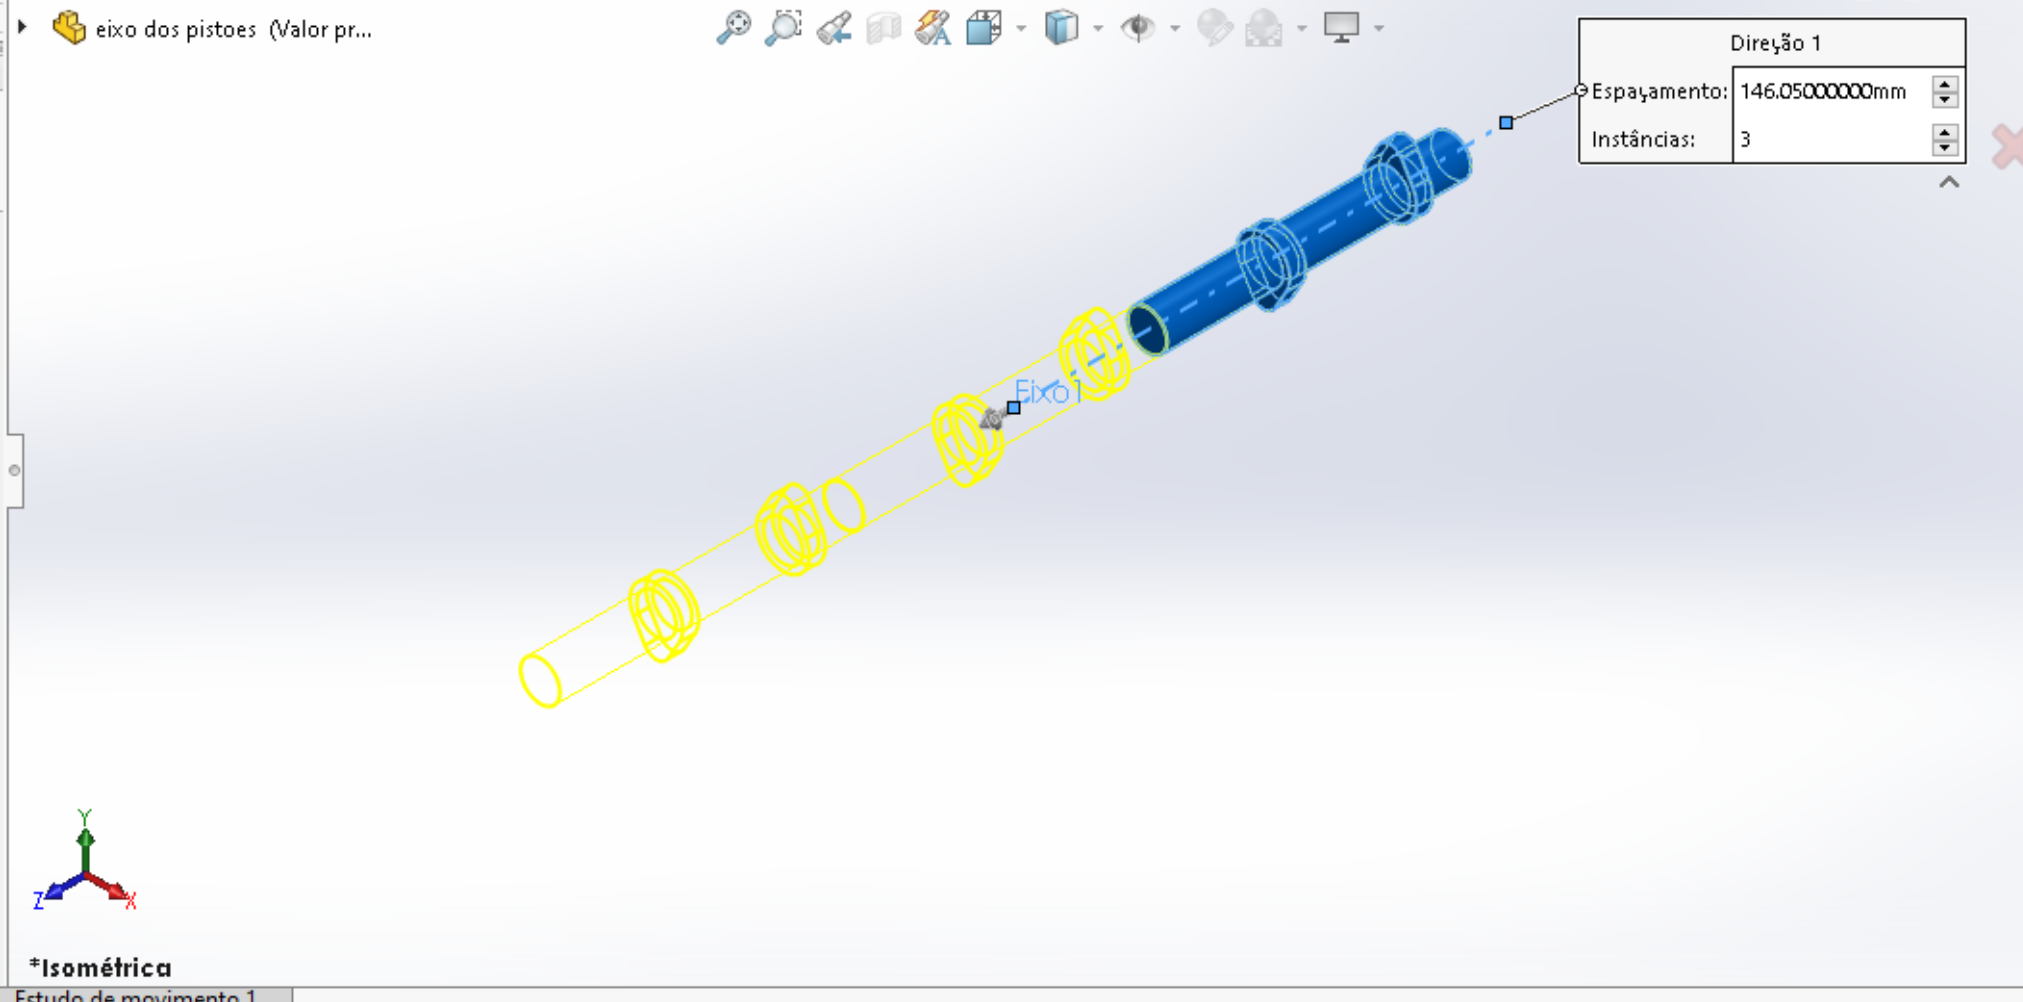 eixo dos pistoes (Valor pr...
Direção 1
Espaçamento: 146.05000000mm
Instâncias: 3
Eixo1
Y
Z
X
*Isométrica
Estudo de movimento 1